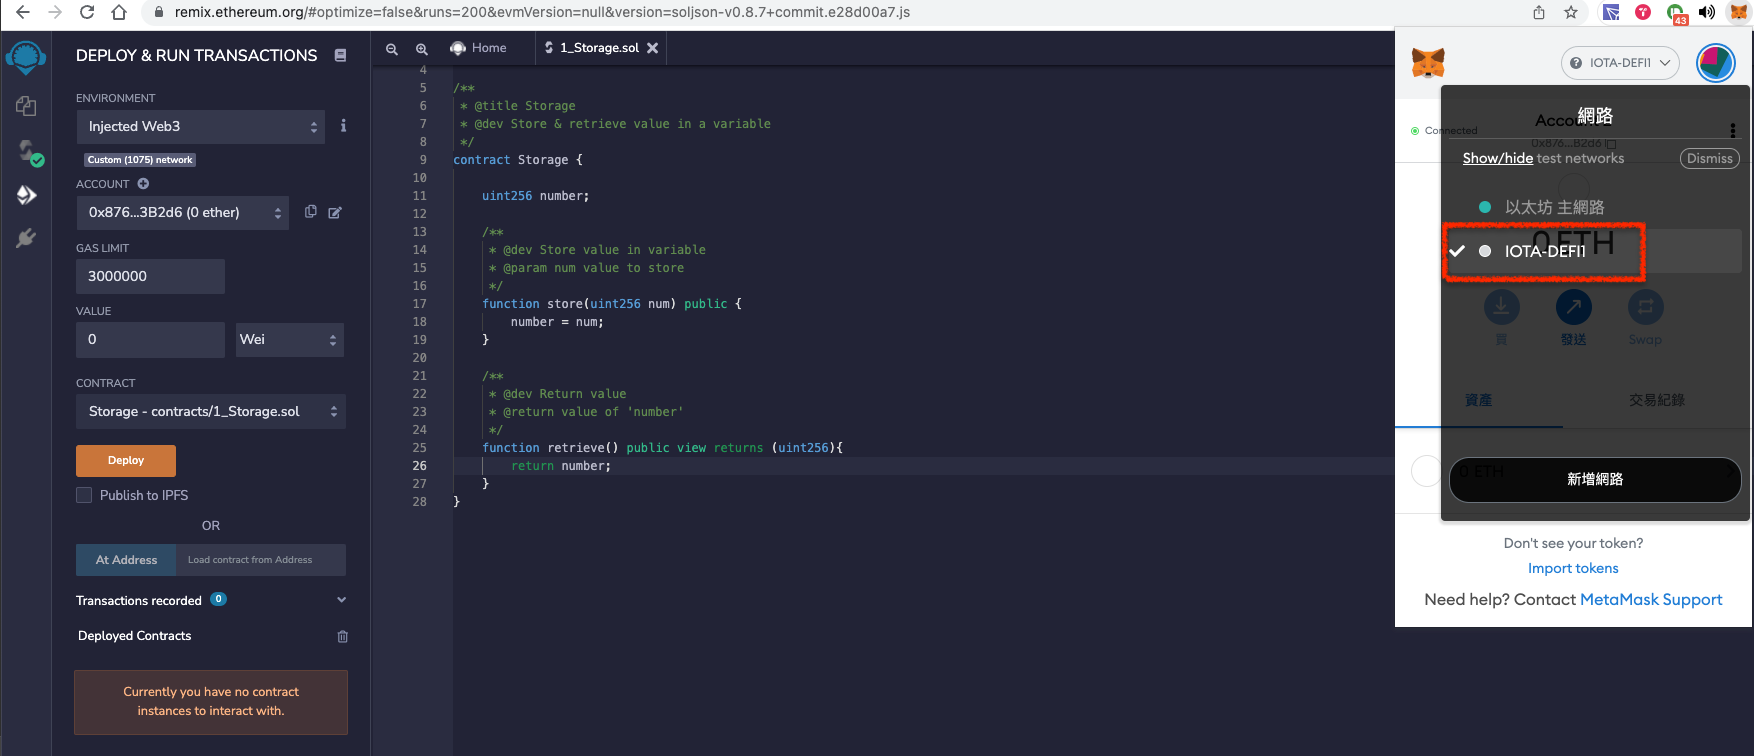 remix.ethereum.org/#optimize=false&runs=200&evmVersion=null&version=soljson-v0.8.7+commit.e28d00a7.js
43
DEPLOY & RUN TRANSACTIONS
ENVIRONMENT
Injected Web3
i
Custom (1075) network
ACCOUNT
0x876...3B2d6 (0 ether)
GAS LIMIT
3000000
VALUE
0
Wei
CONTRACT
Storage - contracts/1_Storage.sol
Deploy
Publish to IPFS
OR
At Address
Load contract from Address
Transactions recorded 0
Deployed Contracts
Currently you have no contract
instances to interact with.
Home
1_Storage.sol
4
5 /**
6 * @title Storage
7 * @dev Store & retrieve value in a variable
8 */
9 contract Storage {
10
11 uint256 number;
12
13 /**
14 * @dev Store value in variable
15 * @param num value to store
16 */
17 function store(uint256 num) public {
18 number = num;
19 }
20
21 /**
22 * @dev Return value
23 * @return value of 'number'
24 */
25 function retrieve() public view returns (uint256){
26 return number;
27 }
28 }
IOTA-DEFI1
Connected
網路
0x876...B2d6
Show/hide test networks
Dismiss
以太坊 主網路
0 ETH
IOTA-DEFI1
買
發送
Swap
資產
交易紀錄
0 ETH
新增網路
Don't see your token?
Import tokens
Need help? Contact MetaMask Support